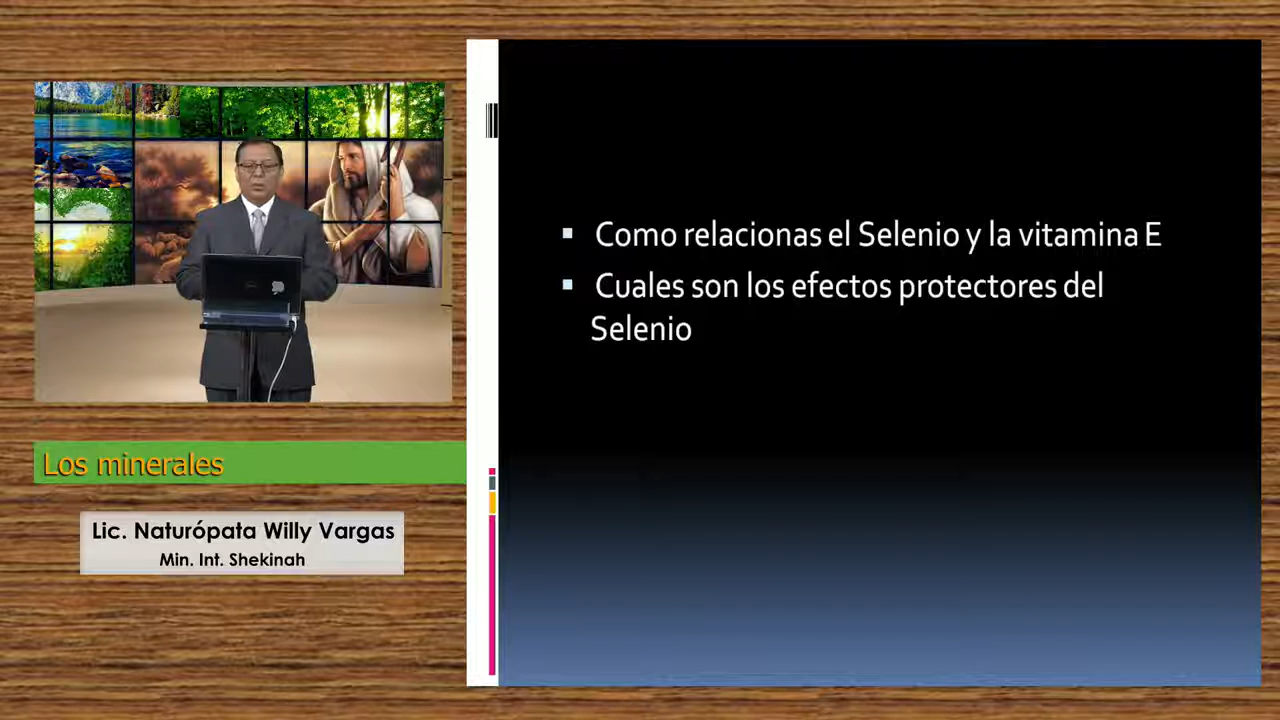 Como relacionas el Selenio y la vitamina E
Cuales son los efectos protectores del
Selenio
Los minerales
Lic. Naturópata Willy Vargas
Min. Int. Shekinah